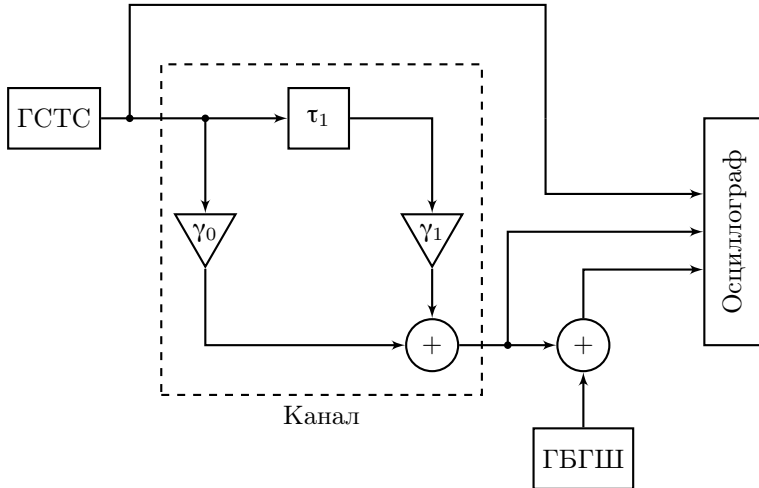 ГСТС
τ₁
γ₀
γ₁
Осциллограф
+
+
Канал
ГБГШ